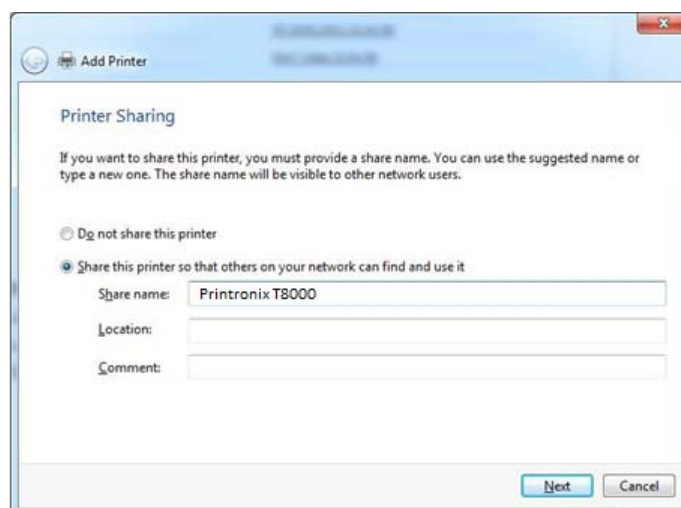 Add Printer
Printer Sharing
If you want to share this printer, you must provide a share name. You can use the suggested name or
type a new one. The share name will be visible to other network users.
Do not share this printer
Share this printer so that others on your network can find and use it
Share name: Printronix T8000
Location:
Comment:
Next Cancel